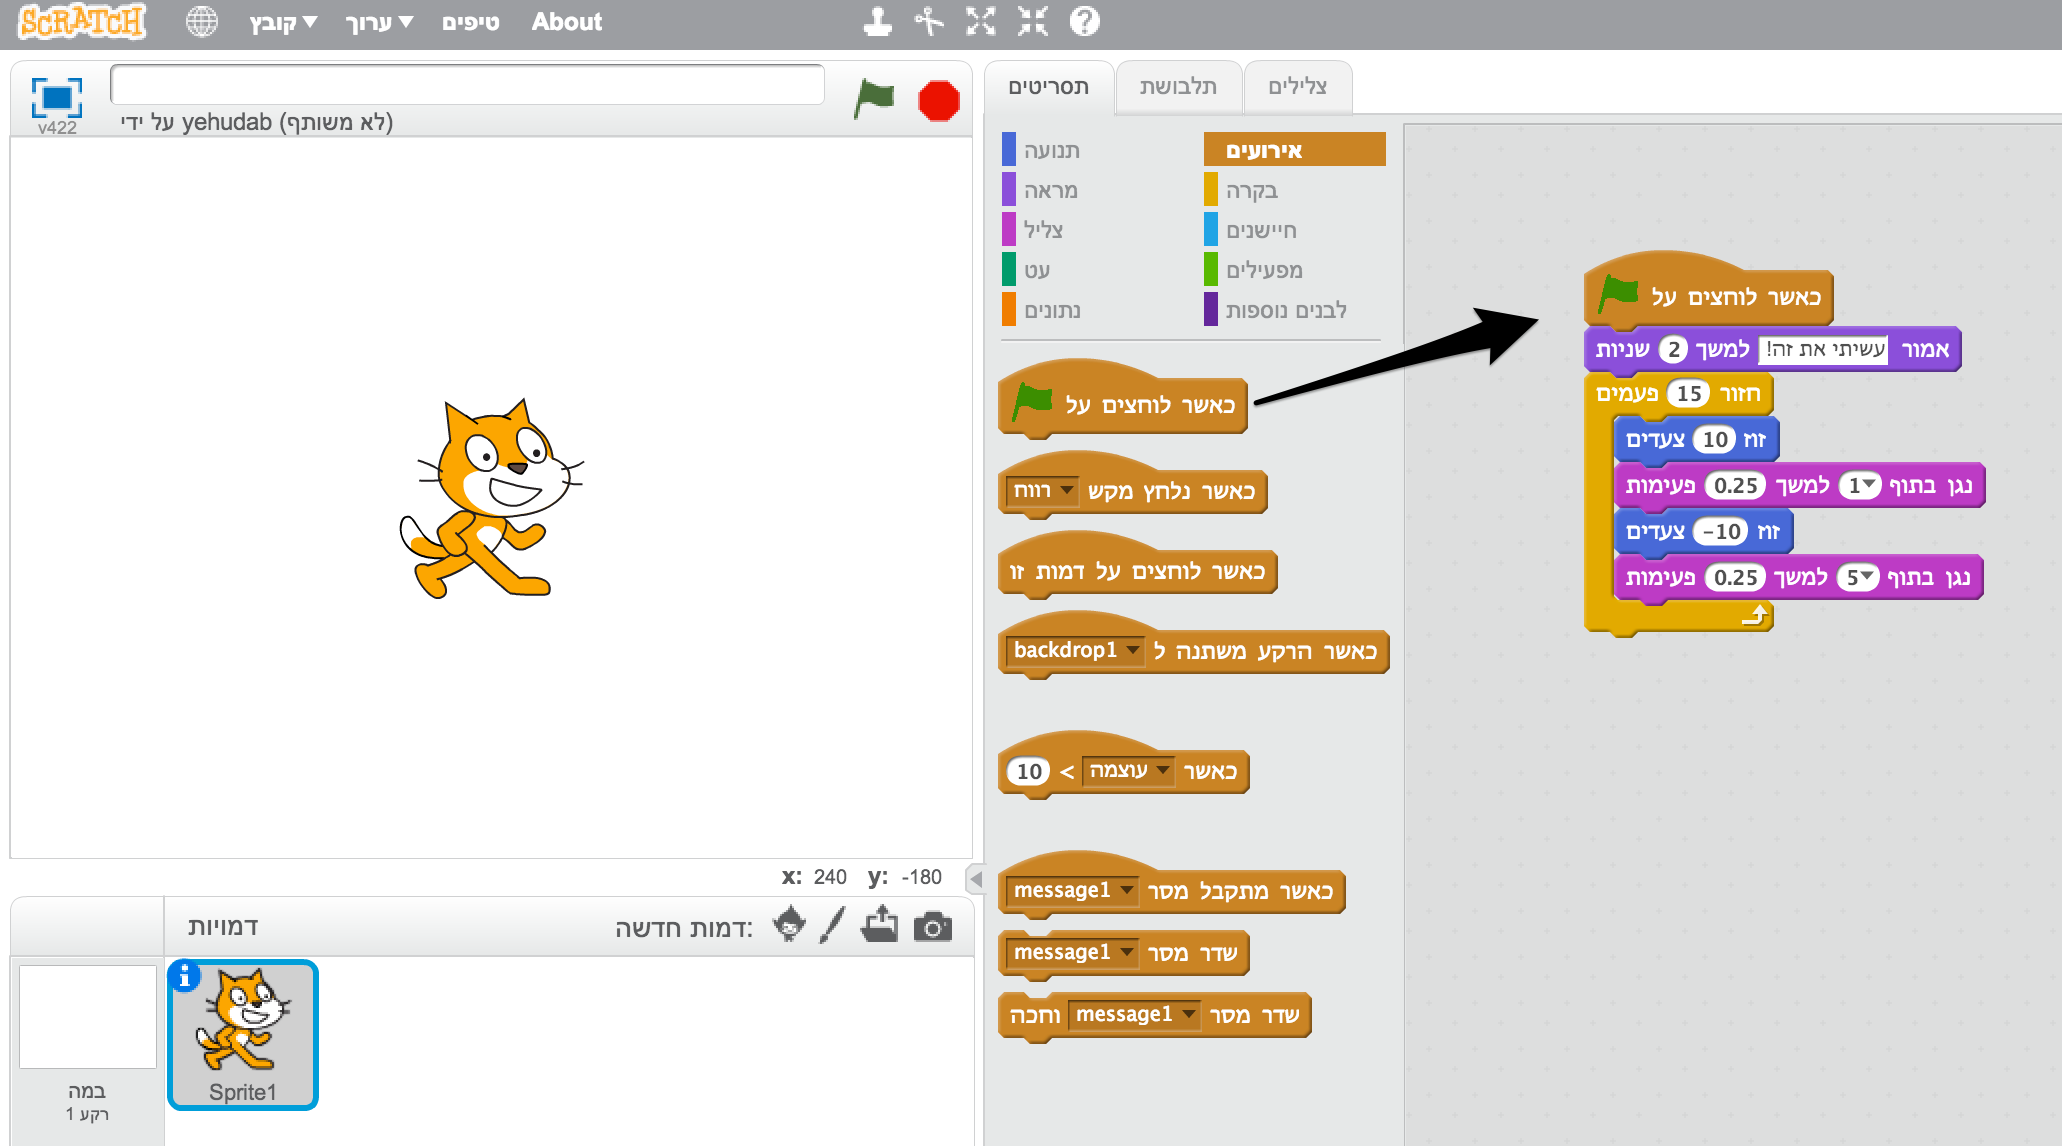 SCRATCH
קובץ
ערוך
טיפים
About
v422
על ידי yehudab (לא משותף)
תסריטים
תלבושת
צלילים
תנועה
אירועים
מראה
בקרה
צליל
חיישנים
עט
מפעילים
נתונים
לבנים נוספות
כאשר לוחצים על
כאשר נלחץ מקש רווח
כאשר לוחצים על דמות זו
כאשר הרקע משתנה ל backdrop1
כאשר עוצמה > 10
כאשר מתקבל מסר message1
שדר מסר message1
שדר מסר message1 וחכה
כאשר לוחצים על
אמור עשיתי את זה! למשך 2 שניות
חזור 15 פעמים
זוז 10 צעדים
נגן בתוף 1 למשך 0.25 פעימות
זוז -10 צעדים
נגן בתוף 5 למשך 0.25 פעימות
x: 240 y: -180
דמויות
דמות חדשה:
Sprite1
במה
רקע 1